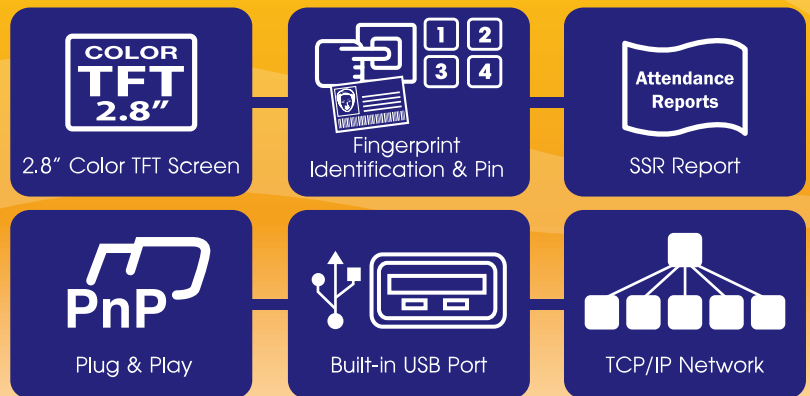 COLOR
TFT
2.8"
2.8" Color TFT Screen
1 2
3 4
Fingerprint
Identification & Pin
Attendance
Reports
SSR Report
PnP
Plug & Play
Built-in USB Port
TCP/IP Network